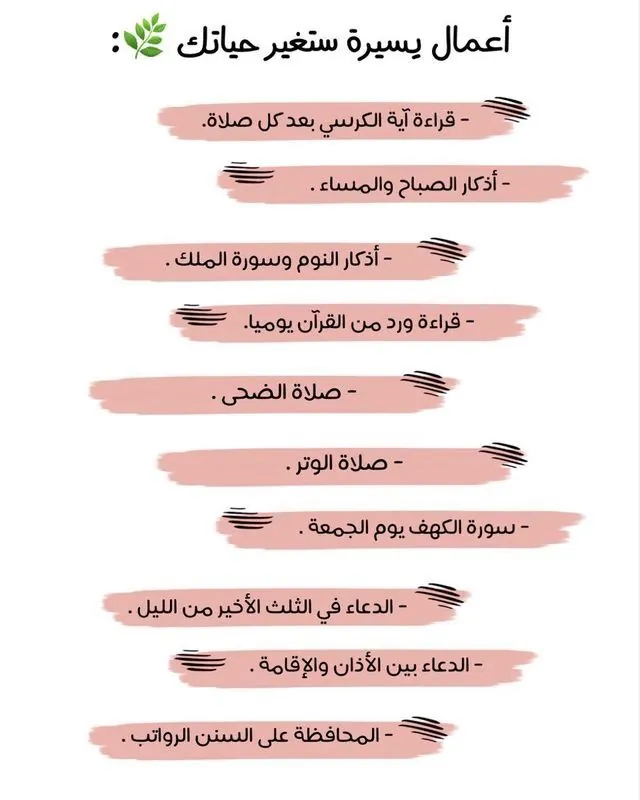 أعمال يسيرة ستغير حياتك 🌿:
- قراءة آية الكرسي بعد كل صلاة.
- أذكار الصباح والمساء .
- أذكار النوم وسورة الملك .
- قراءة ورد من القرآن يوميا.
- صلاة الضحى .
- صلاة الوتر .
- سورة الكهف يوم الجمعة .
- الدعاء في الثلث الأخير من الليل .
- الدعاء بين الأذان والإقامة .
- المحافظة على السنن الرواتب .